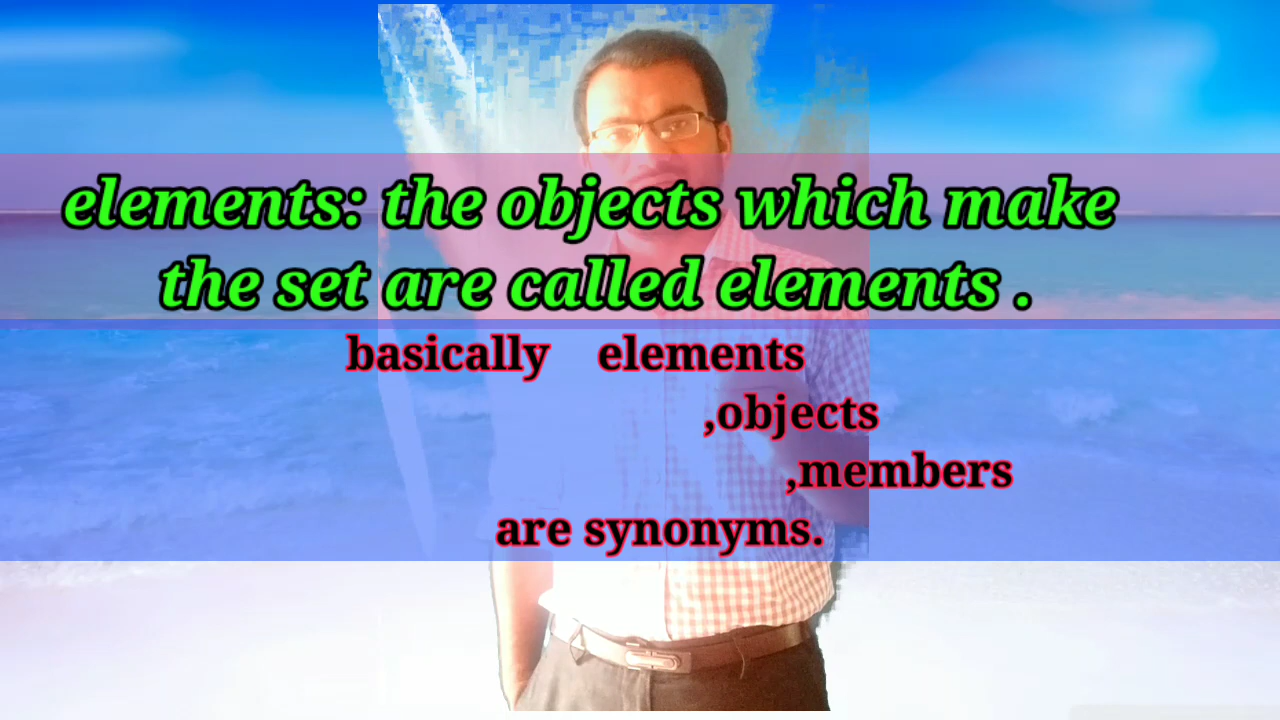 elements: the objects which make
the set are called elements .
basically elements
,objects
,members
are synonyms.